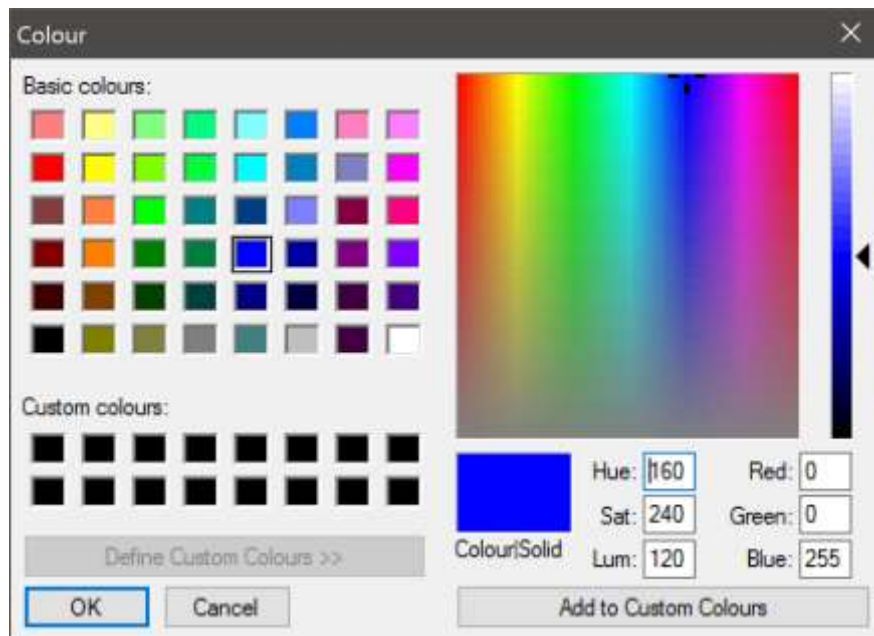 Colour
Basic colours:
Custom colours:
Define Custom Colours >>
OK Cancel
Colour|Solid
Hue: 160 Red: 0
Sat: 240 Green: 0
Lum: 120 Blue: 255
Add to Custom Colours